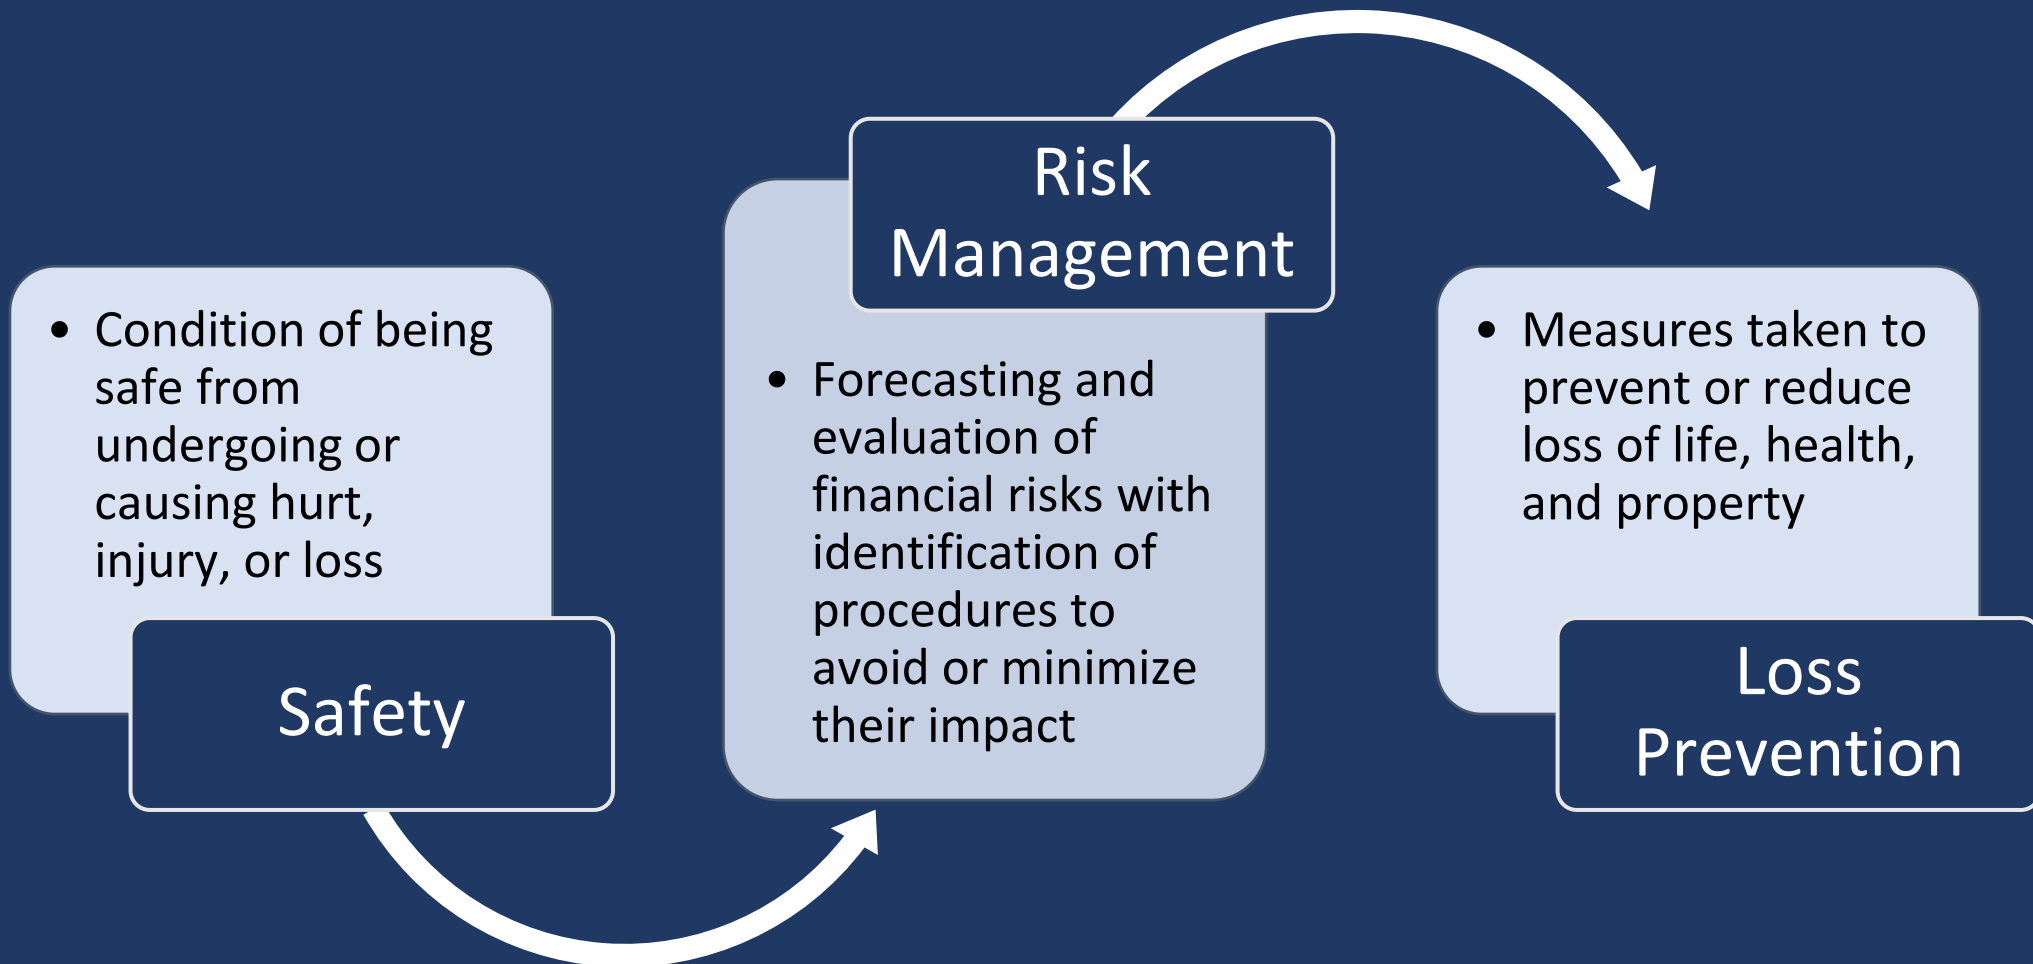 • Condition of being
safe from
undergoing or
causing hurt,
injury, or loss
Safety
Risk
Management
• Forecasting and
evaluation of
financial risks with
identification of
procedures to
avoid or minimize
their impact
• Measures taken to
prevent or reduce
loss of life, health,
and property
Loss
Prevention